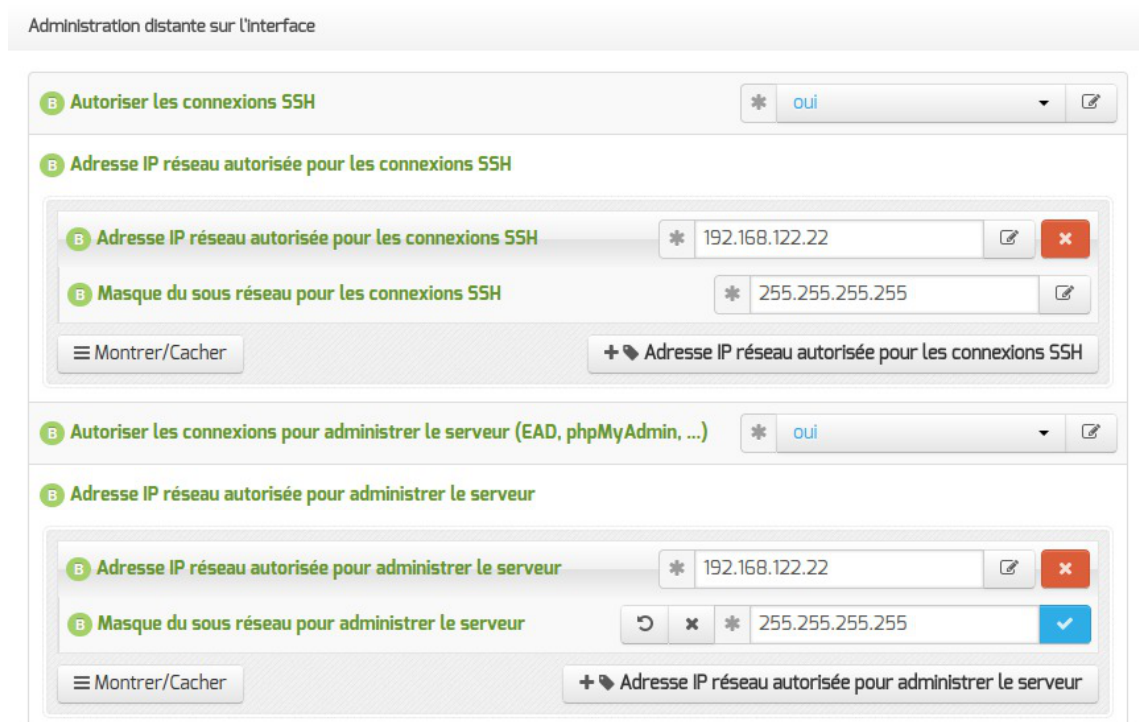 Administration distante sur l'interface
B Autoriser les connexions SSH
oui
B Adresse IP réseau autorisée pour les connexions SSH
B Adresse IP réseau autorisée pour les connexions SSH
192.168.122.22
B Masque du sous réseau pour les connexions SSH
255.255.255.255
Montrer/Cacher
Adresse IP réseau autorisée pour les connexions SSH
B Autoriser les connexions pour administrer le serveur (EAD, phpMyAdmin, ...)
oui
B Adresse IP réseau autorisée pour administrer le serveur
B Adresse IP réseau autorisée pour administrer le serveur
192.168.122.22
B Masque du sous réseau pour administrer le serveur
255.255.255.255
Montrer/Cacher
Adresse IP réseau autorisée pour administrer le serveur